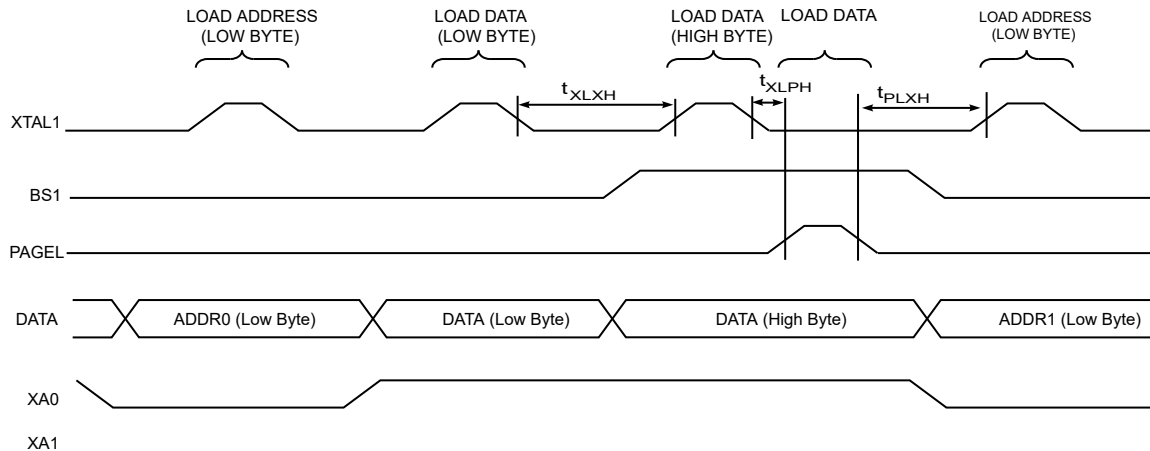 LOAD ADDRESS
(LOW BYTE)
LOAD DATA
(LOW BYTE)
LOAD DATA
(HIGH BYTE)
LOAD DATA
LOAD ADDRESS
(LOW BYTE)
tXLXH
tXLPH
tPLXH
XTAL1
BS1
PAGEL
DATA
ADDR0 (Low Byte)
DATA (Low Byte)
DATA (High Byte)
ADDR1 (Low Byte)
XA0
XA1